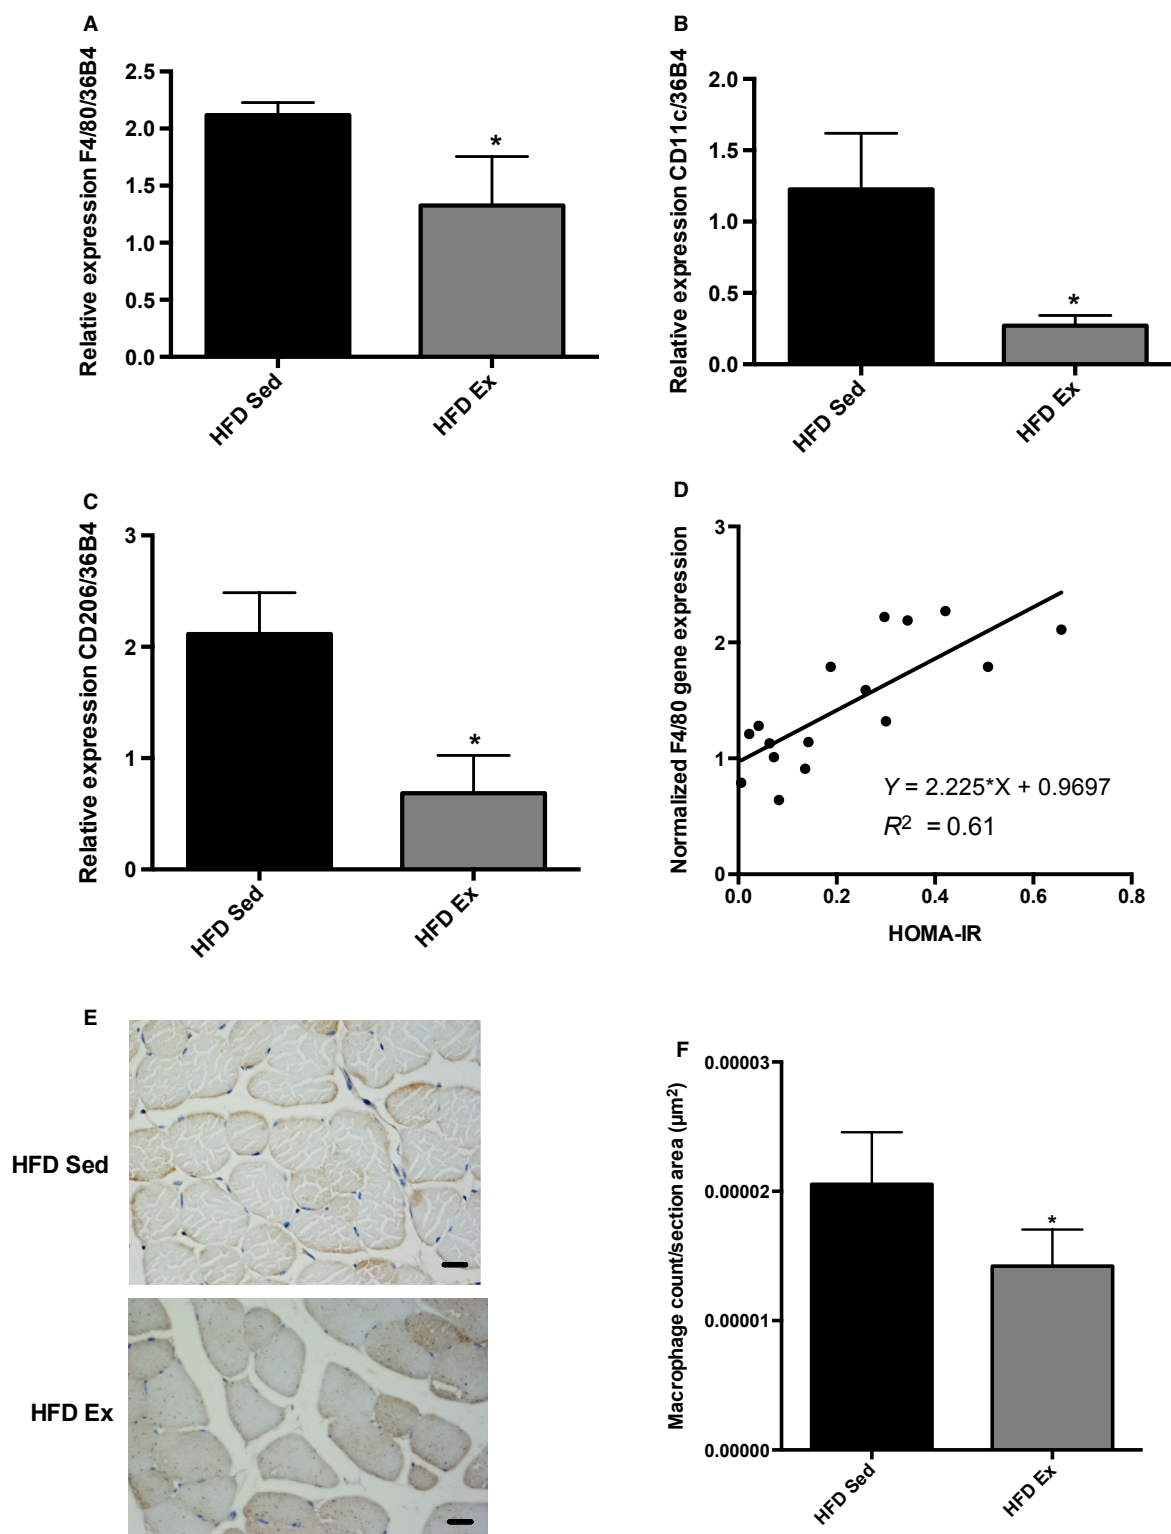 A
Relative expression F4/80/36B4
2.5
2.0
1.5
1.0
0.5
0.0
*
HFD Sed
HFD Ex
B
Relative expression CD11c/36B4
2.0
1.5
1.0
0.5
0.0
*
HFD Sed
HFD Ex
C
Relative expression CD206/36B4
3
2
1
0
*
HFD Sed
HFD Ex
D
Normalized F4/80 gene expression
3
2
1
0
Y = 2.225*X + 0.9697
R² = 0.61
0.0 0.2 0.4 0.6 0.8
HOMA-IR
E
HFD Sed
HFD Ex
F
Macrophage count/section area (µm²)
0.00003
0.00002
0.00001
0.00000
*
HFD Sed
HFD Ex